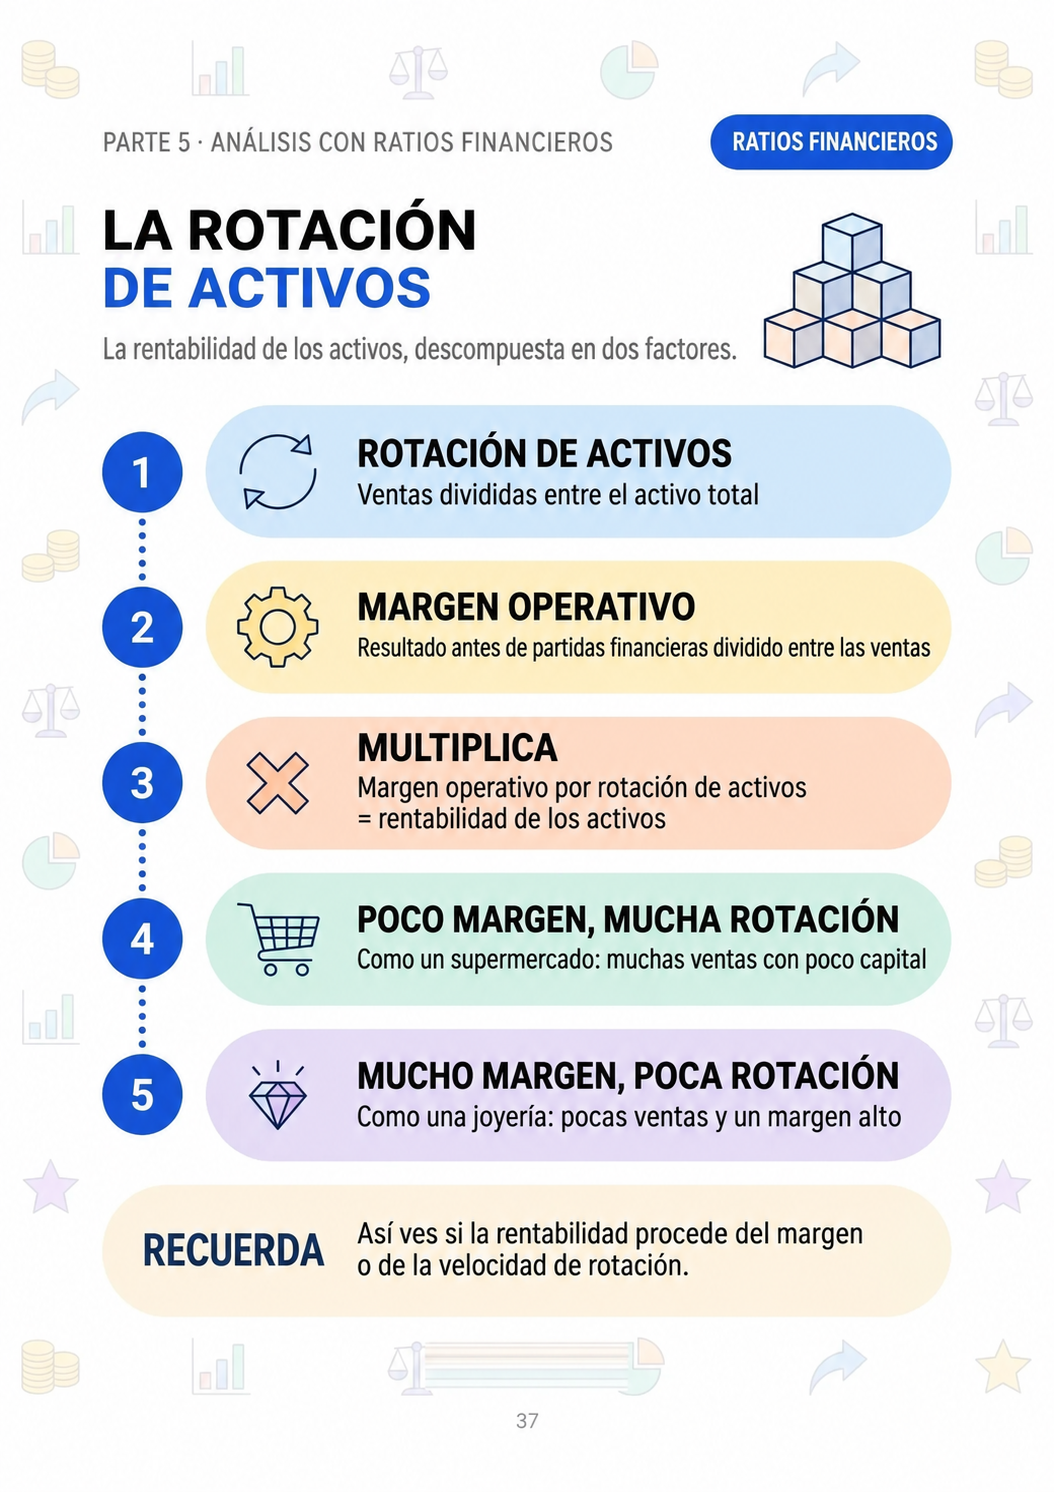 PARTE 5 · ANÁLISIS CON RATIOS FINANCIEROS
RATIOS FINANCIEROS
LA ROTACIÓN
DE ACTIVOS
La rentabilidad de los activos, descompuesta en dos factores.
1
ROTACIÓN DE ACTIVOS
Ventas divididas entre el activo total
2
MARGEN OPERATIVO
Resultado antes de partidas financieras dividido entre las ventas
3
MULTIPLICA
Margen operativo por rotación de activos
= rentabilidad de los activos
4
POCO MARGEN, MUCHA ROTACIÓN
Como un supermercado: muchas ventas con poco capital
5
MUCHO MARGEN, POCA ROTACIÓN
Como una joyería: pocas ventas y un margen alto
RECUERDA
Así ves si la rentabilidad procede del margen
o de la velocidad de rotación.
37